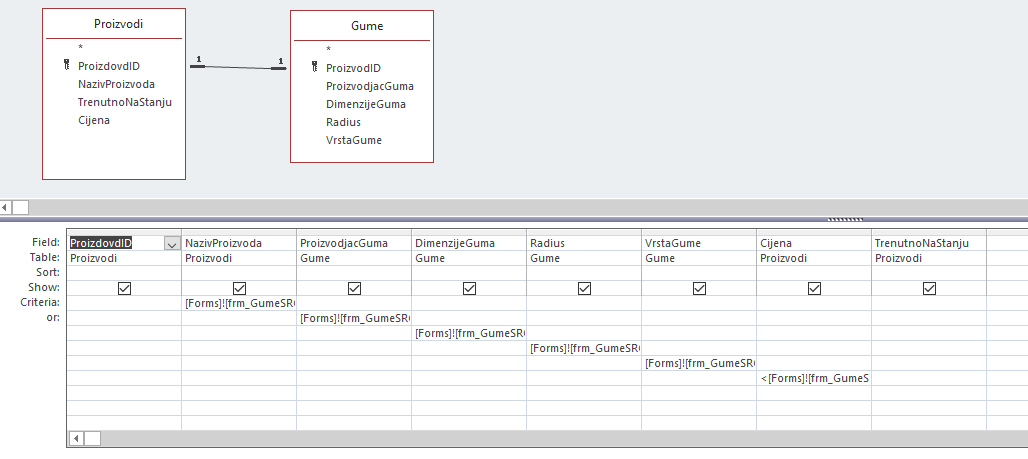 Proizvodi
*
ProizdovdID
NazivProizvoda
TrenutnoNaStanju
Cijena
1 1
Gume
*
ProizvodID
ProizvodjacGuma
DimenzijeGuma
Radius
VrstaGume
Field: ProizdovdID NazivProizvoda ProizvodjacGuma DimenzijeGuma Radius VrstaGume Cijena TrenutnoNaStanju
Table: Proizvodi Proizvodi Gume Gume Gume Gume Proizvodi Proizvodi
Sort:
Show:
Criteria: [Forms]![frm_GumeSR
or: [Forms]![frm_GumeSR
[Forms]![frm_GumeSR
[Forms]![frm_GumeSR
[Forms]![frm_GumeSR
<[Forms]![frm_GumeS